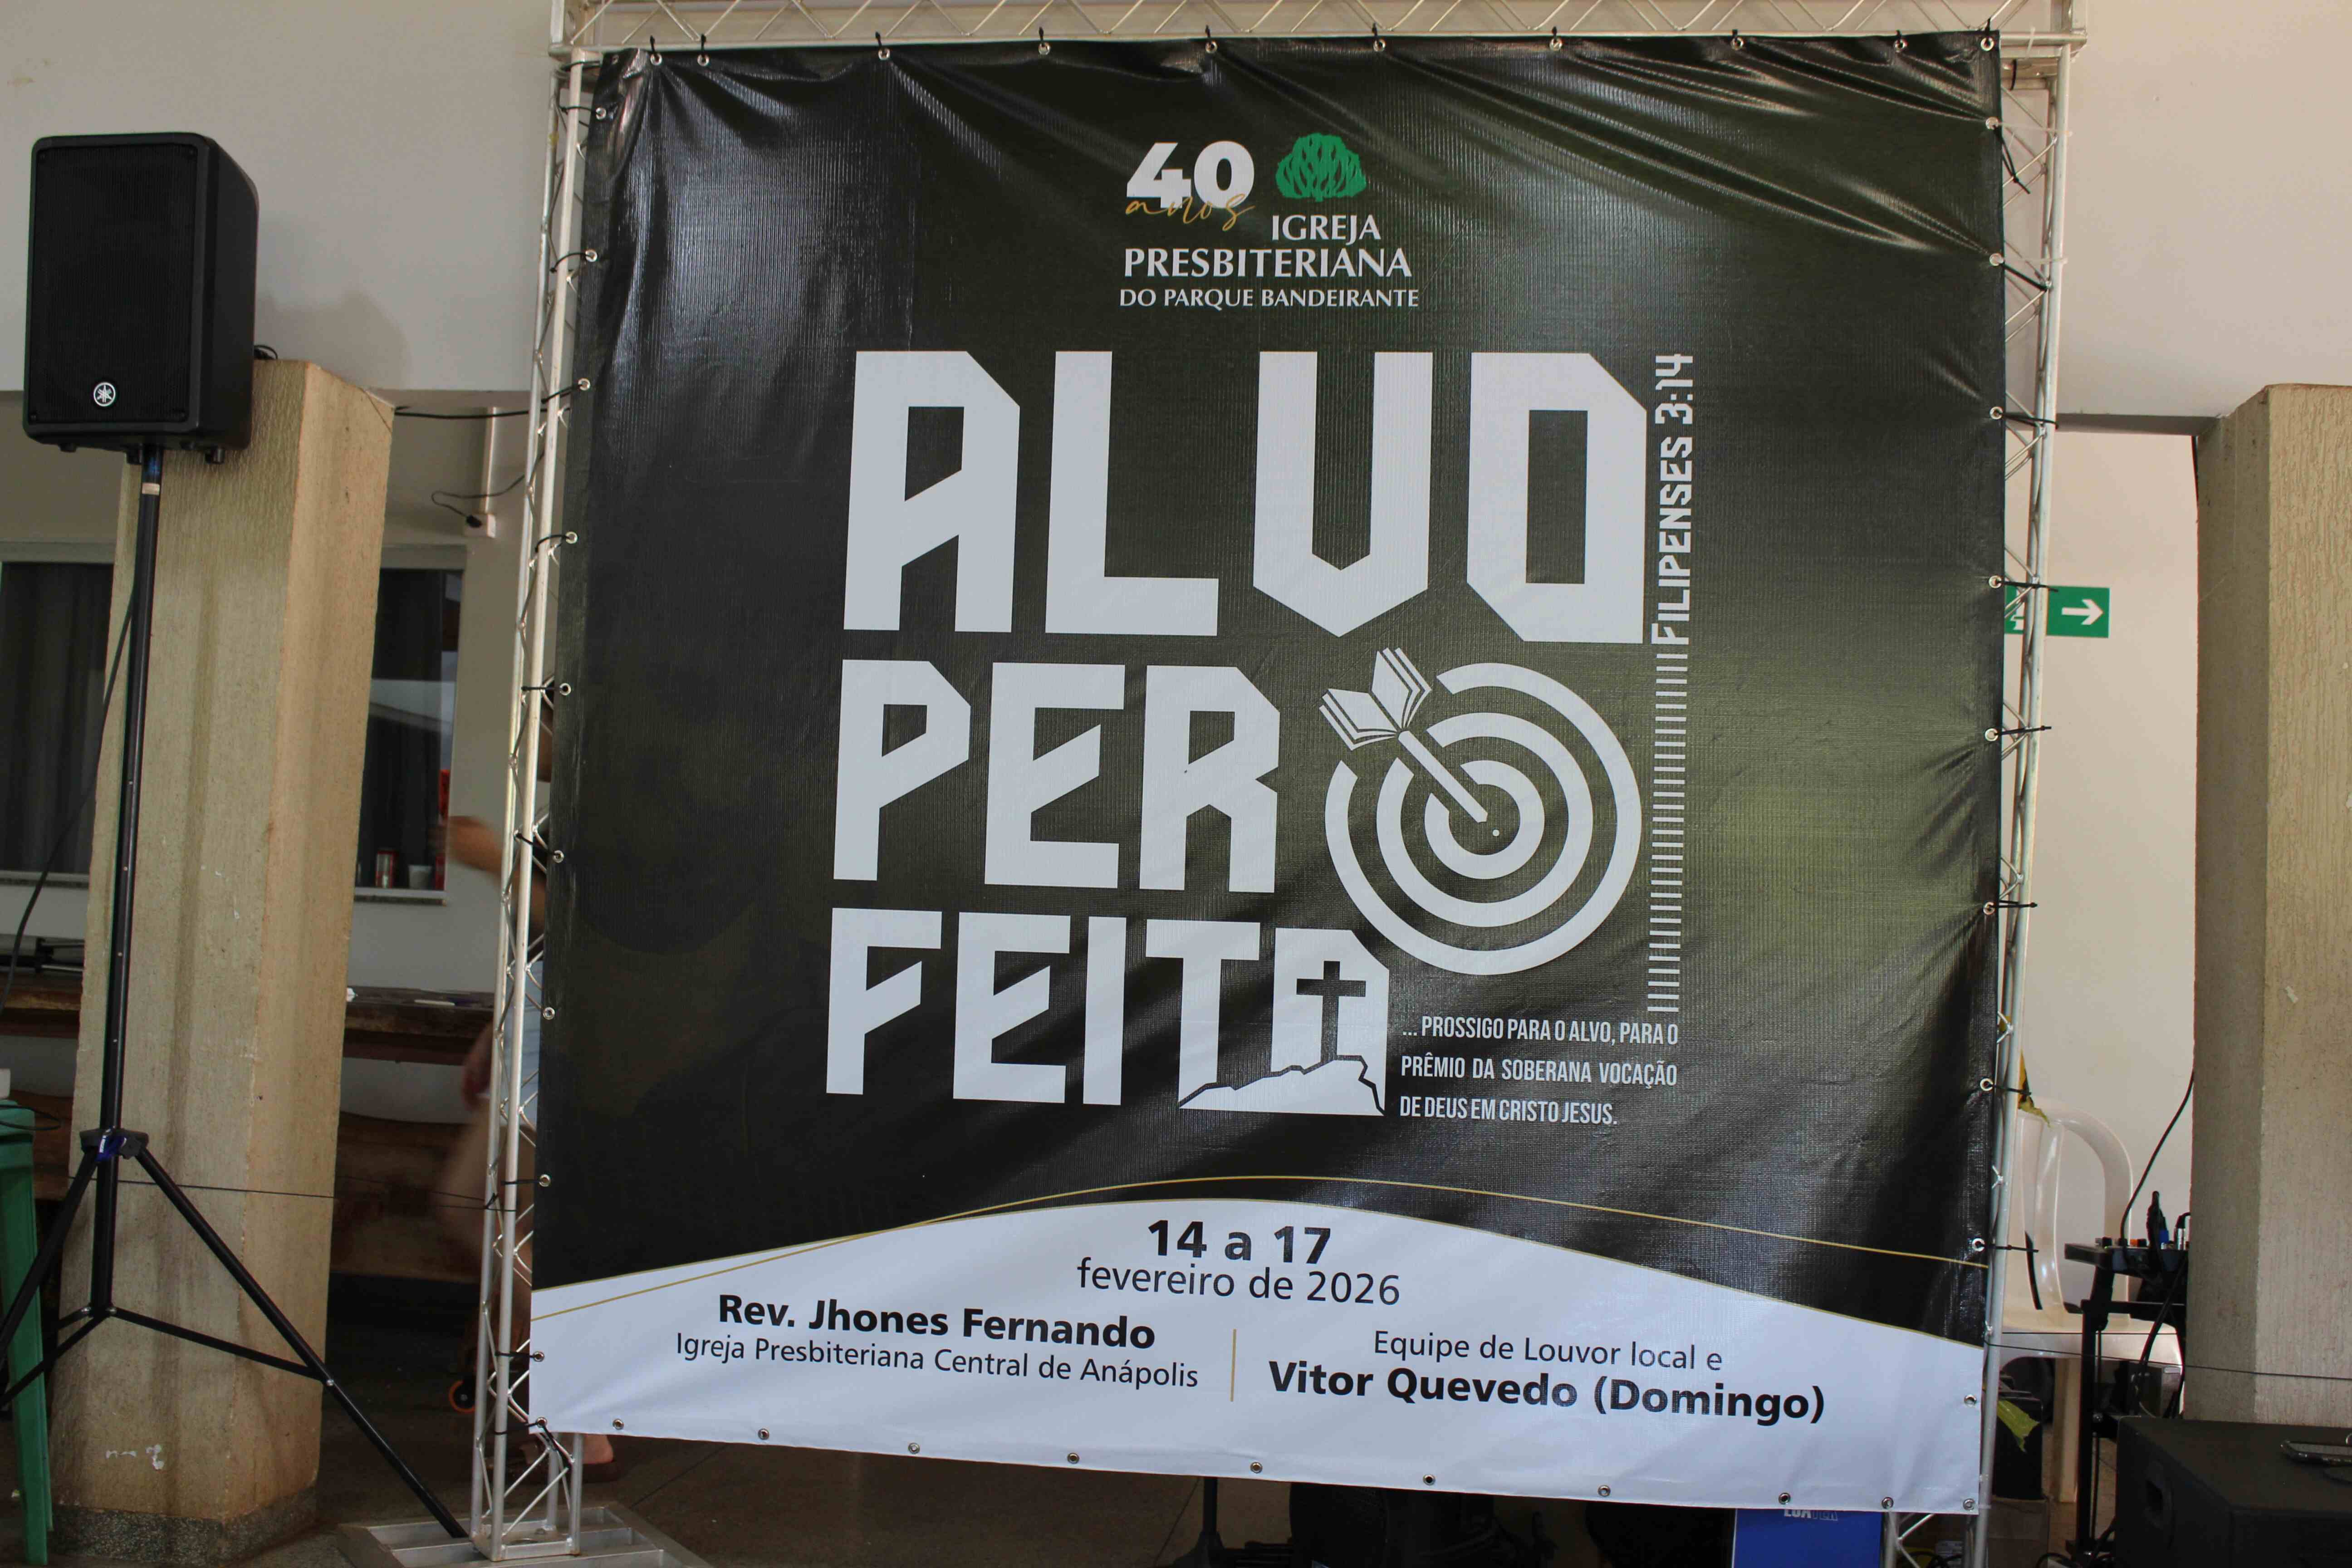 40
anos
IGREJA
PRESBITERIANA
DO PARQUE BANDEIRANTE
ALVO
PERFEITO
FILIPENSES 3:14
... PROSSIGO PARA O ALVO, PARA O
PRÊMIO DA SOBERANA VOCAÇÃO
DE DEUS EM CRISTO JESUS.
14 a 17
fevereiro de 2026
Rev. Jhones Fernando
Igreja Presbiteriana Central de Anápolis
Equipe de Louvor local e
Vitor Quevedo (Domingo)